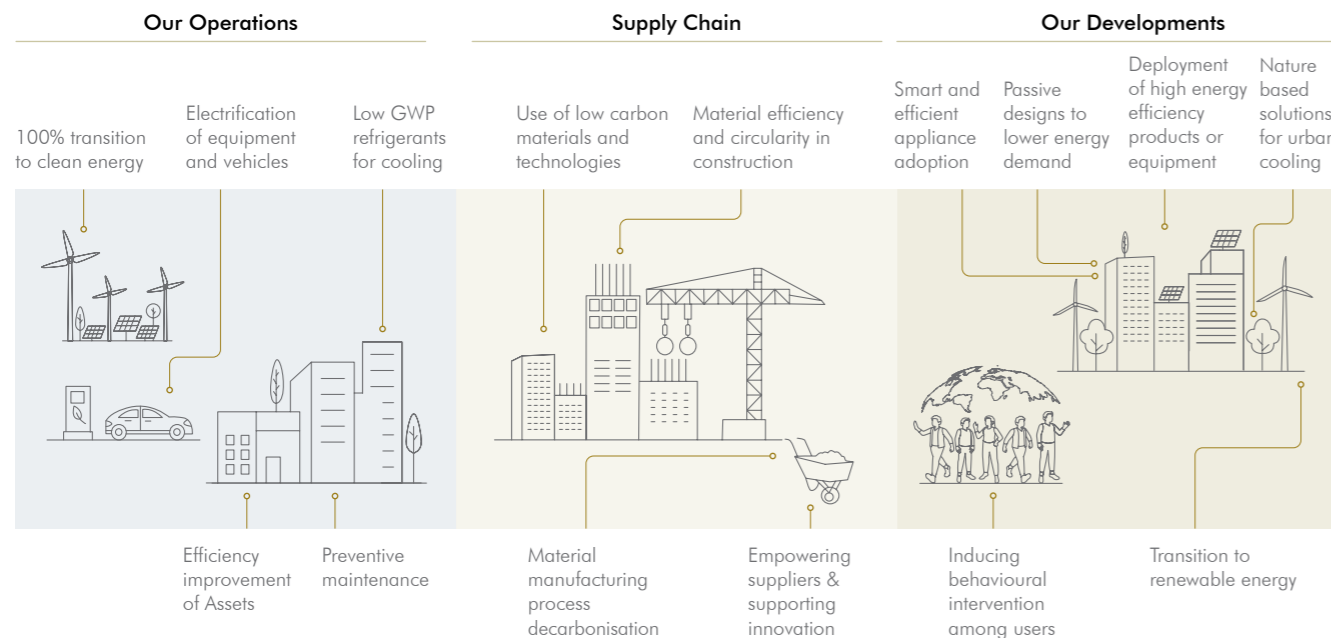 Our Operations
Supply Chain
Our Developments
100% transition
to clean energy
Electrification
of equipment
and vehicles
Low GWP
refrigerants
for cooling
Use of low carbon
materials and
technologies
Material efficiency
and circularity in
construction
Smart and
efficient
appliance
adoption
Passive
designs to
lower energy
demand
Deployment
of high energy
efficiency
products or
equipment
Nature
based
solutions
for urban
cooling
Efficiency
improvement
of Assets
Preventive
maintenance
Material
manufacturing
process
decarbonisation
Empowering
suppliers &
supporting
innovation
Inducing
behavioural
intervention
among users
Transition to
renewable energy